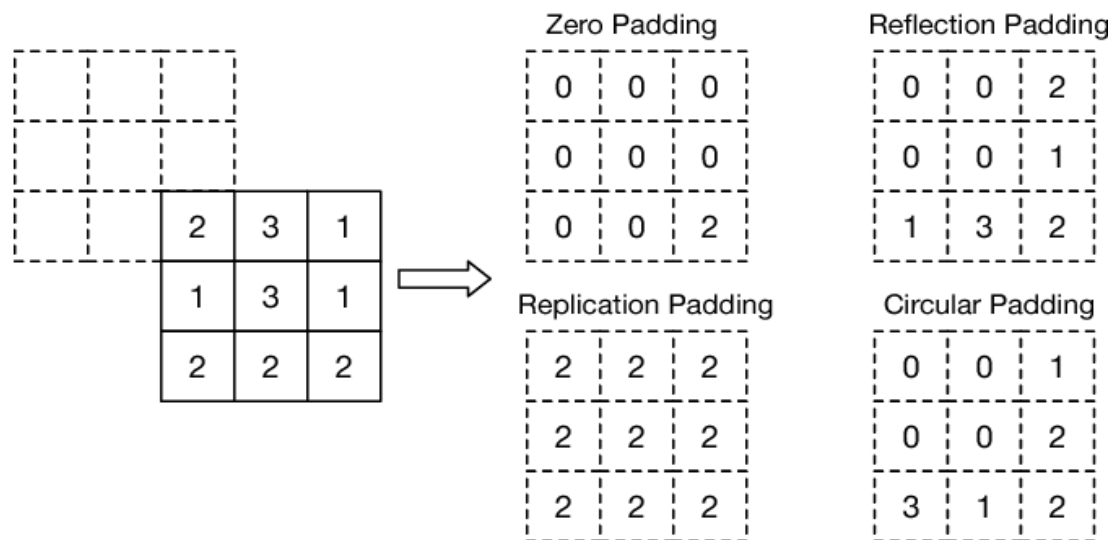 Zero Padding
0 0 0
0 0 0
0 0 2
Reflection Padding
0 0 2
0 0 1
1 3 2
2 3 1
1 3 1
2 2 2
Replication Padding
2 2 2
2 2 2
2 2 2
Circular Padding
0 0 1
0 0 2
3 1 2